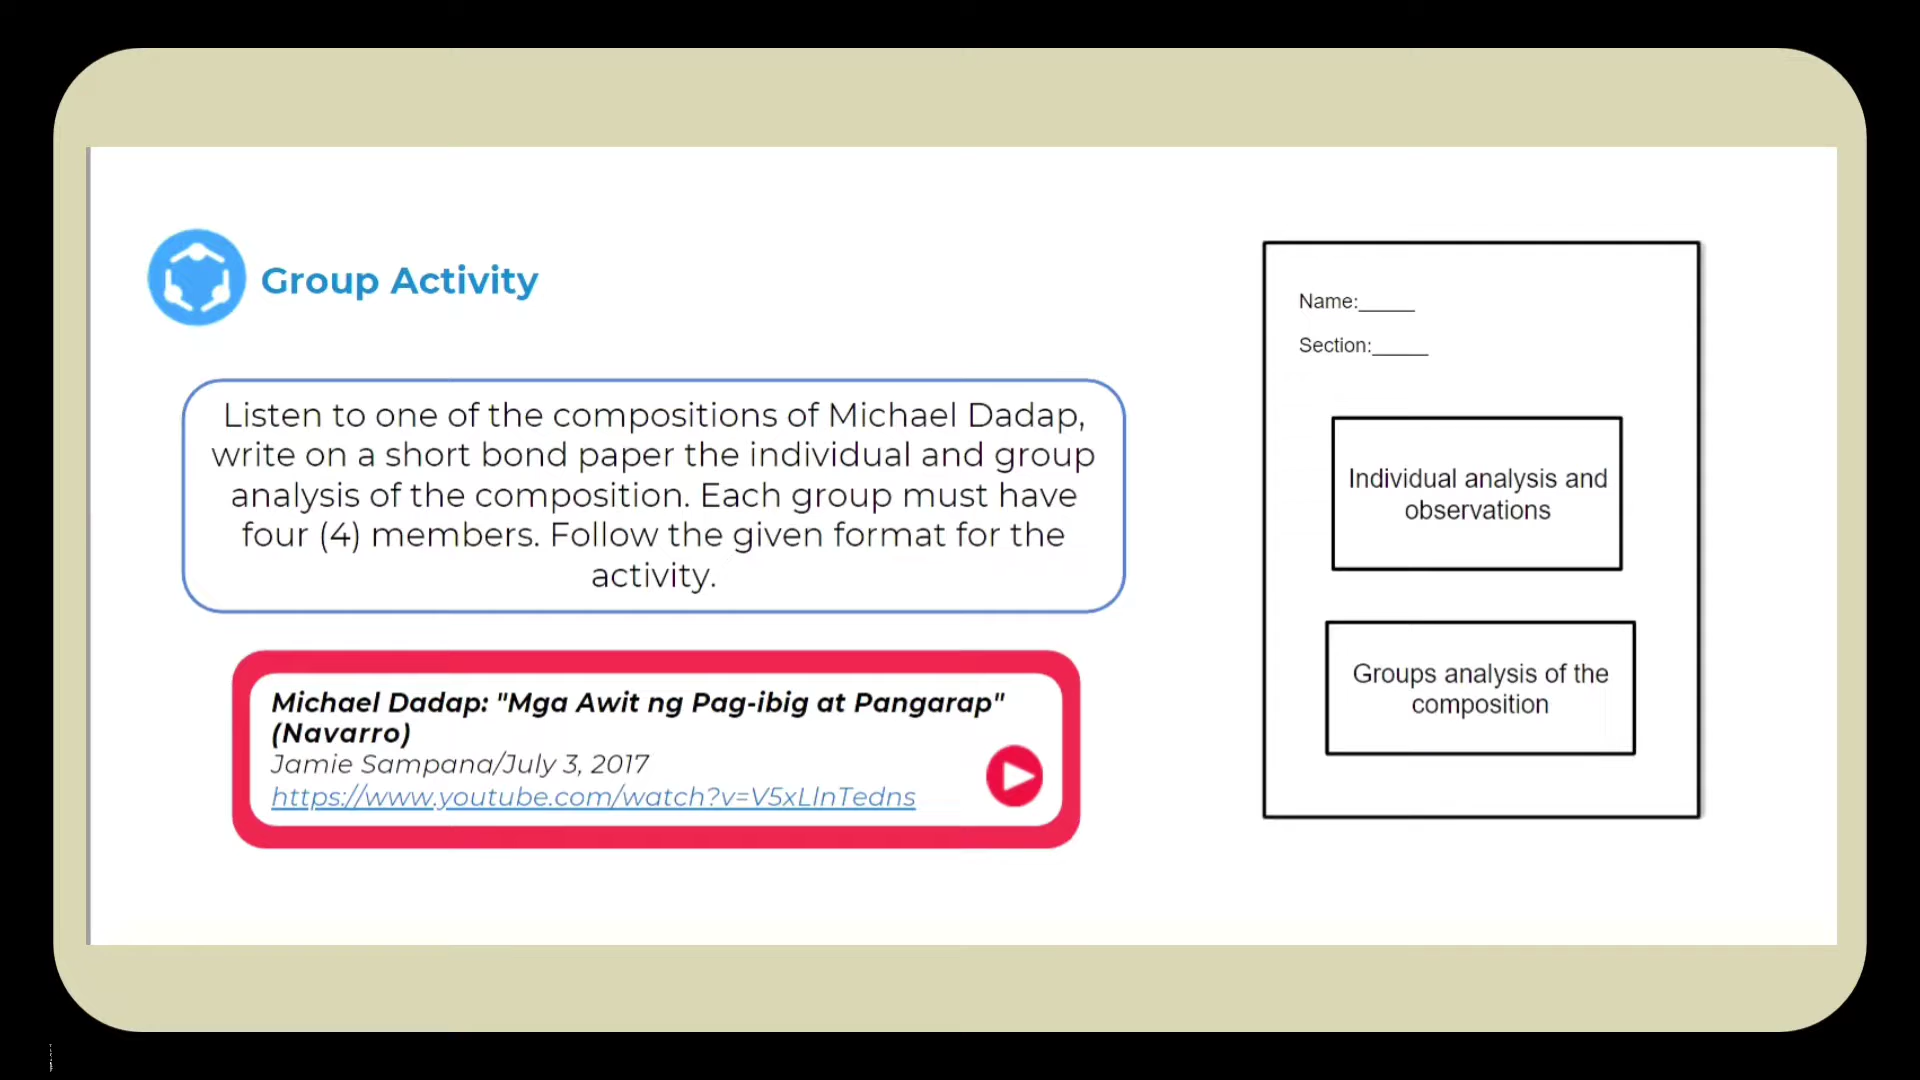 Group Activity
Listen to one of the compositions of Michael Dadap,
write on a short bond paper the individual and group
analysis of the composition. Each group must have
four (4) members. Follow the given format for the
activity.
Michael Dadap: "Mga Awit ng Pag-ibig at Pangarap"
(Navarro)
Jamie Sampana/July 3, 2017
https://www.youtube.com/watch?v=V5xLlnTedns
Name:_____
Section:_____
Individual analysis and
observations
Groups analysis of the
composition